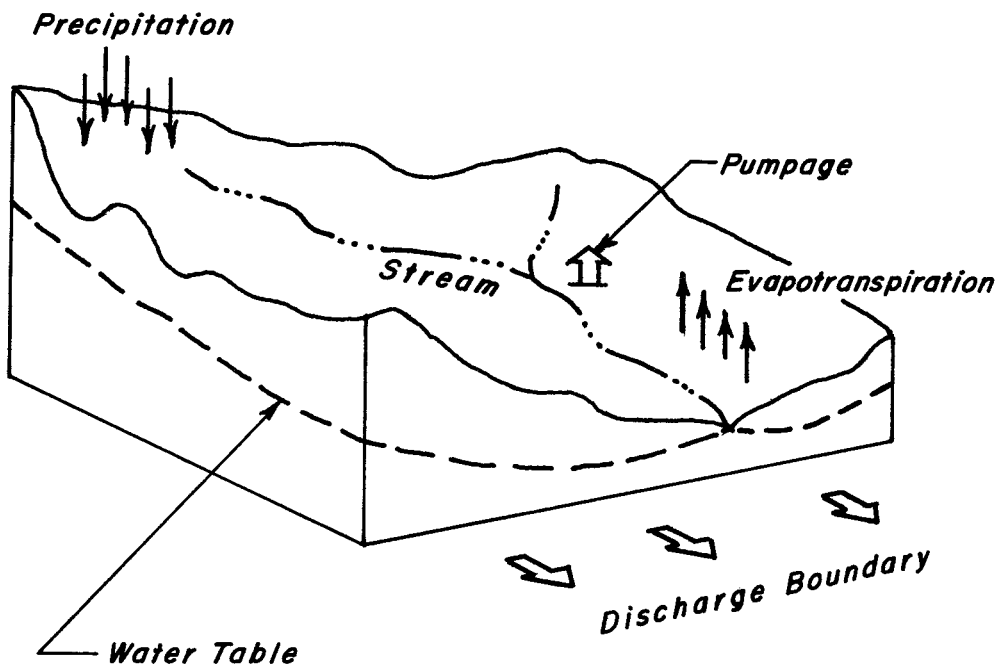 Precipitation
Pumpage
Stream
Evapotranspiration
Discharge Boundary
Water Table